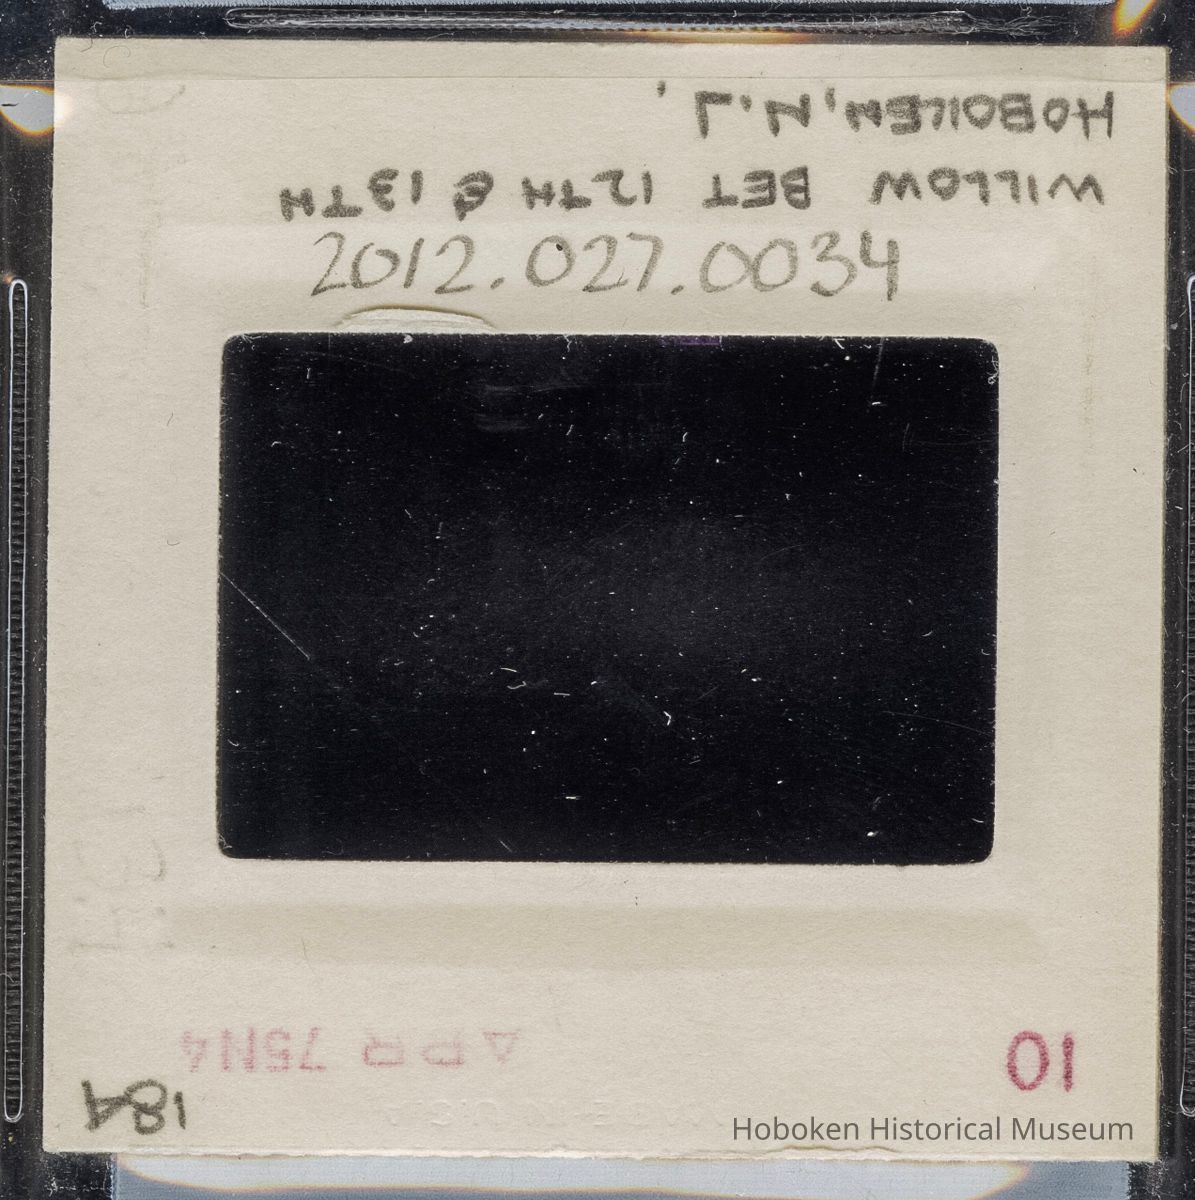 HOBOKEN, N.J.
WILLOW BET 12TH & 13TH
2012.027.0034
APR 75N4
10
184
Hoboken Historical Museum